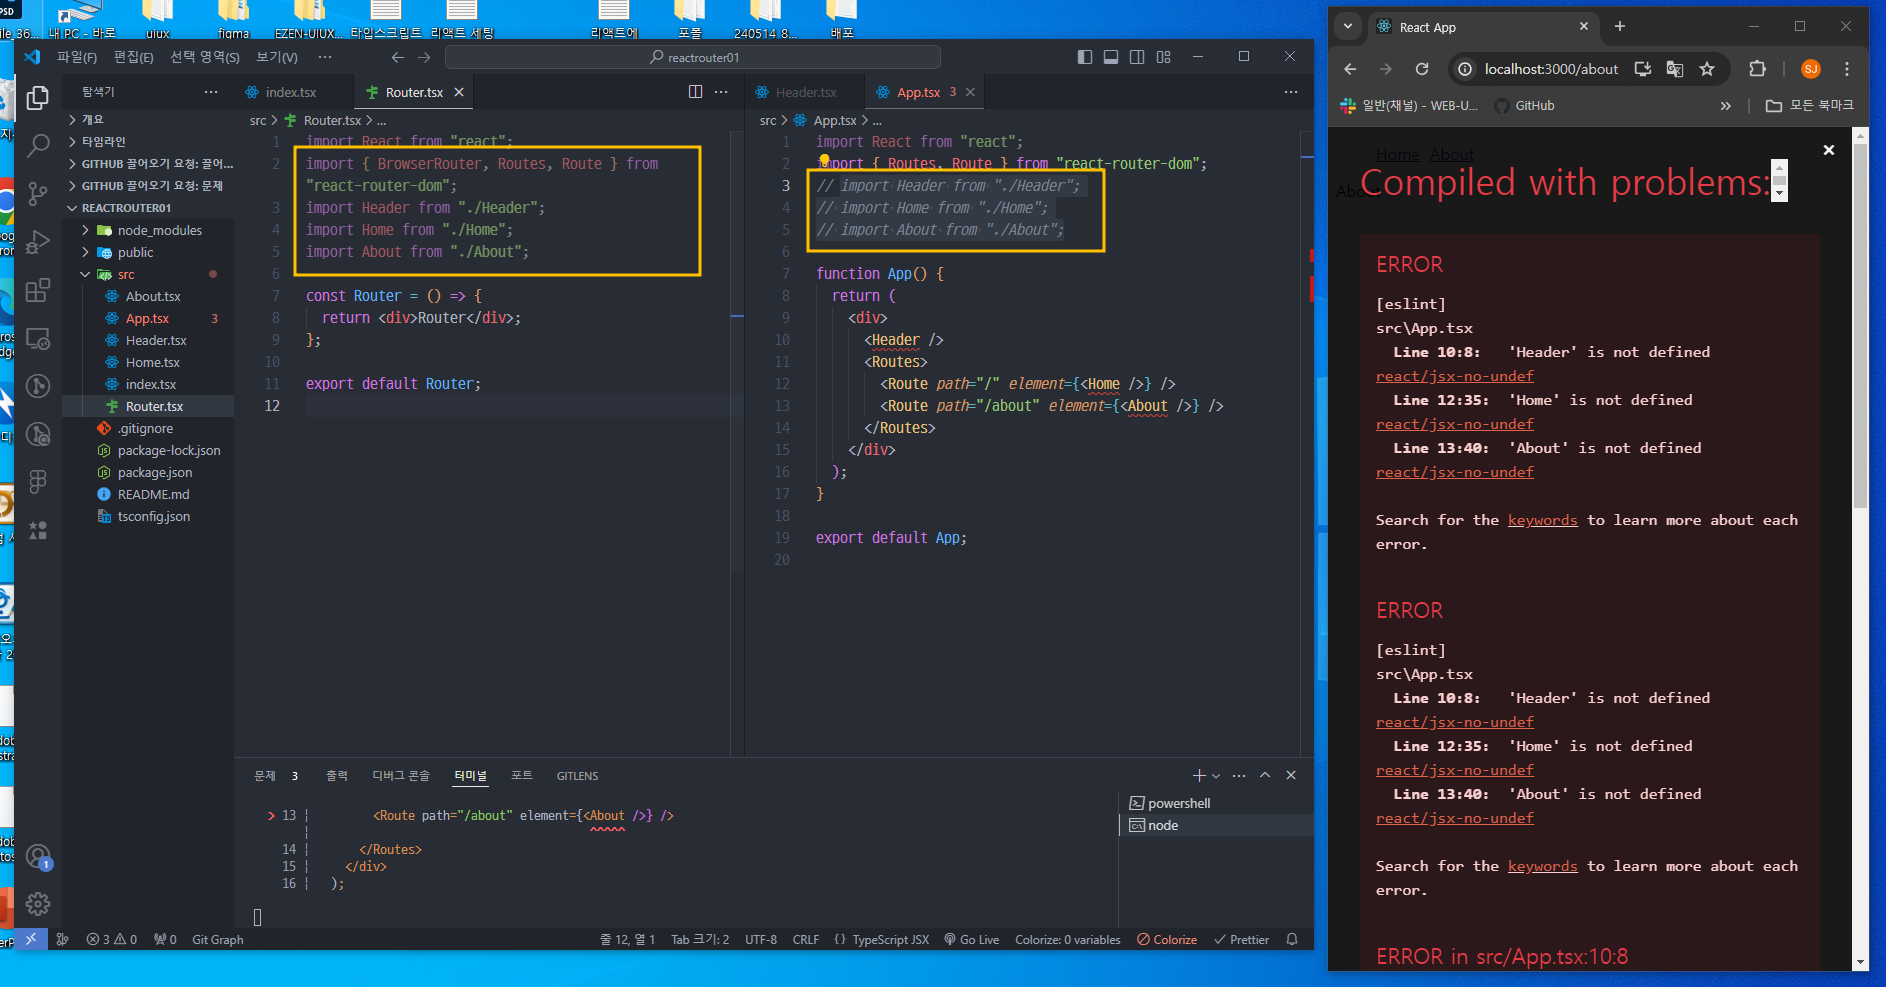 내 PC - 바로
uiux
figma
EZEN-UIUX...
타입스크립트
리액트 세팅
리액트에
포폴
240514_8...
배포
파일(F)
편집(E)
선택 영역(S)
보기(V)
...
reactrouter01
탐색기
index.tsx
Router.tsx
Header.tsx
App.tsx 3
개요
타임라인
GITHUB 끌어오기 요청: 끌어...
GITHUB 끌어오기 요청: 문제
REACTROUTER01
node_modules
public
src
About.tsx
App.tsx 3
Header.tsx
Home.tsx
index.tsx
Router.tsx
.gitignore
package-lock.json
package.json
README.md
tsconfig.json
src > Router.tsx > ...
1 import React from "react";
2 import { BrowserRouter, Routes, Route } from
"react-router-dom";
3 import Header from "./Header";
4 import Home from "./Home";
5 import About from "./About";
6
7 const Router = () => {
8 return <div>Router</div>;
9 };
10
11 export default Router;
12
src > App.tsx > ...
1 import React from "react";
2 import { Routes, Route } from "react-router-dom";
3 // import Header from "./Header";
4 // import Home from "./Home";
5 // import About from "./About";
6
7 function App() {
8 return (
9 <div>
10 <Header />
11 <Routes>
12 <Route path="/" element={<Home />} />
13 <Route path="/about" element={<About />} />
14 </Routes>
15 </div>
16 );
17 }
18
19 export default App;
20
문제 3
출력
디버그 콘솔
터미널
포트
GITLENS
> 13 | <Route path="/about" element={<About />} />
14 | </Routes>
15 | </div>
16 | );
powershell
node
1
3 0
0
Git Graph
줄 12, 열 1
Tab 크기: 2
UTF-8
CRLF
{} TypeScript JSX
Go Live
Colorize: 0 variables
Colorize
Prettier
React App
localhost:3000/about
SJ
일반(채널) - WEB-U...
GitHub
모든 북마크
Home About
About
Compiled with problems:
ERROR
[eslint]
src\App.tsx
Line 10:8: 'Header' is not defined
react/jsx-no-undef
Line 12:35: 'Home' is not defined
react/jsx-no-undef
Line 13:40: 'About' is not defined
react/jsx-no-undef
Search for the keywords to learn more about each
error.
ERROR
[eslint]
src\App.tsx
Line 10:8: 'Header' is not defined
react/jsx-no-undef
Line 12:35: 'Home' is not defined
react/jsx-no-undef
Line 13:40: 'About' is not defined
react/jsx-no-undef
Search for the keywords to learn more about each
error.
ERROR in src/App.tsx:10:8